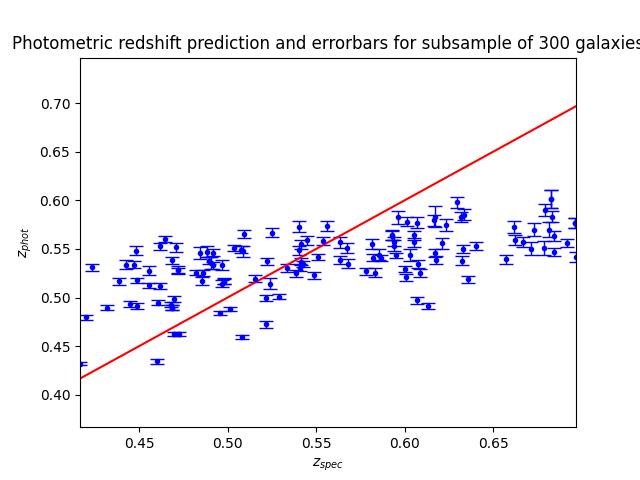 Photometric redshift prediction and errorbars for subsample of 300 galaxies
0.70
0.65
0.60
0.55
0.50
0.45
0.40
z_phot
0.45 0.50 0.55 0.60 0.65
z_spec